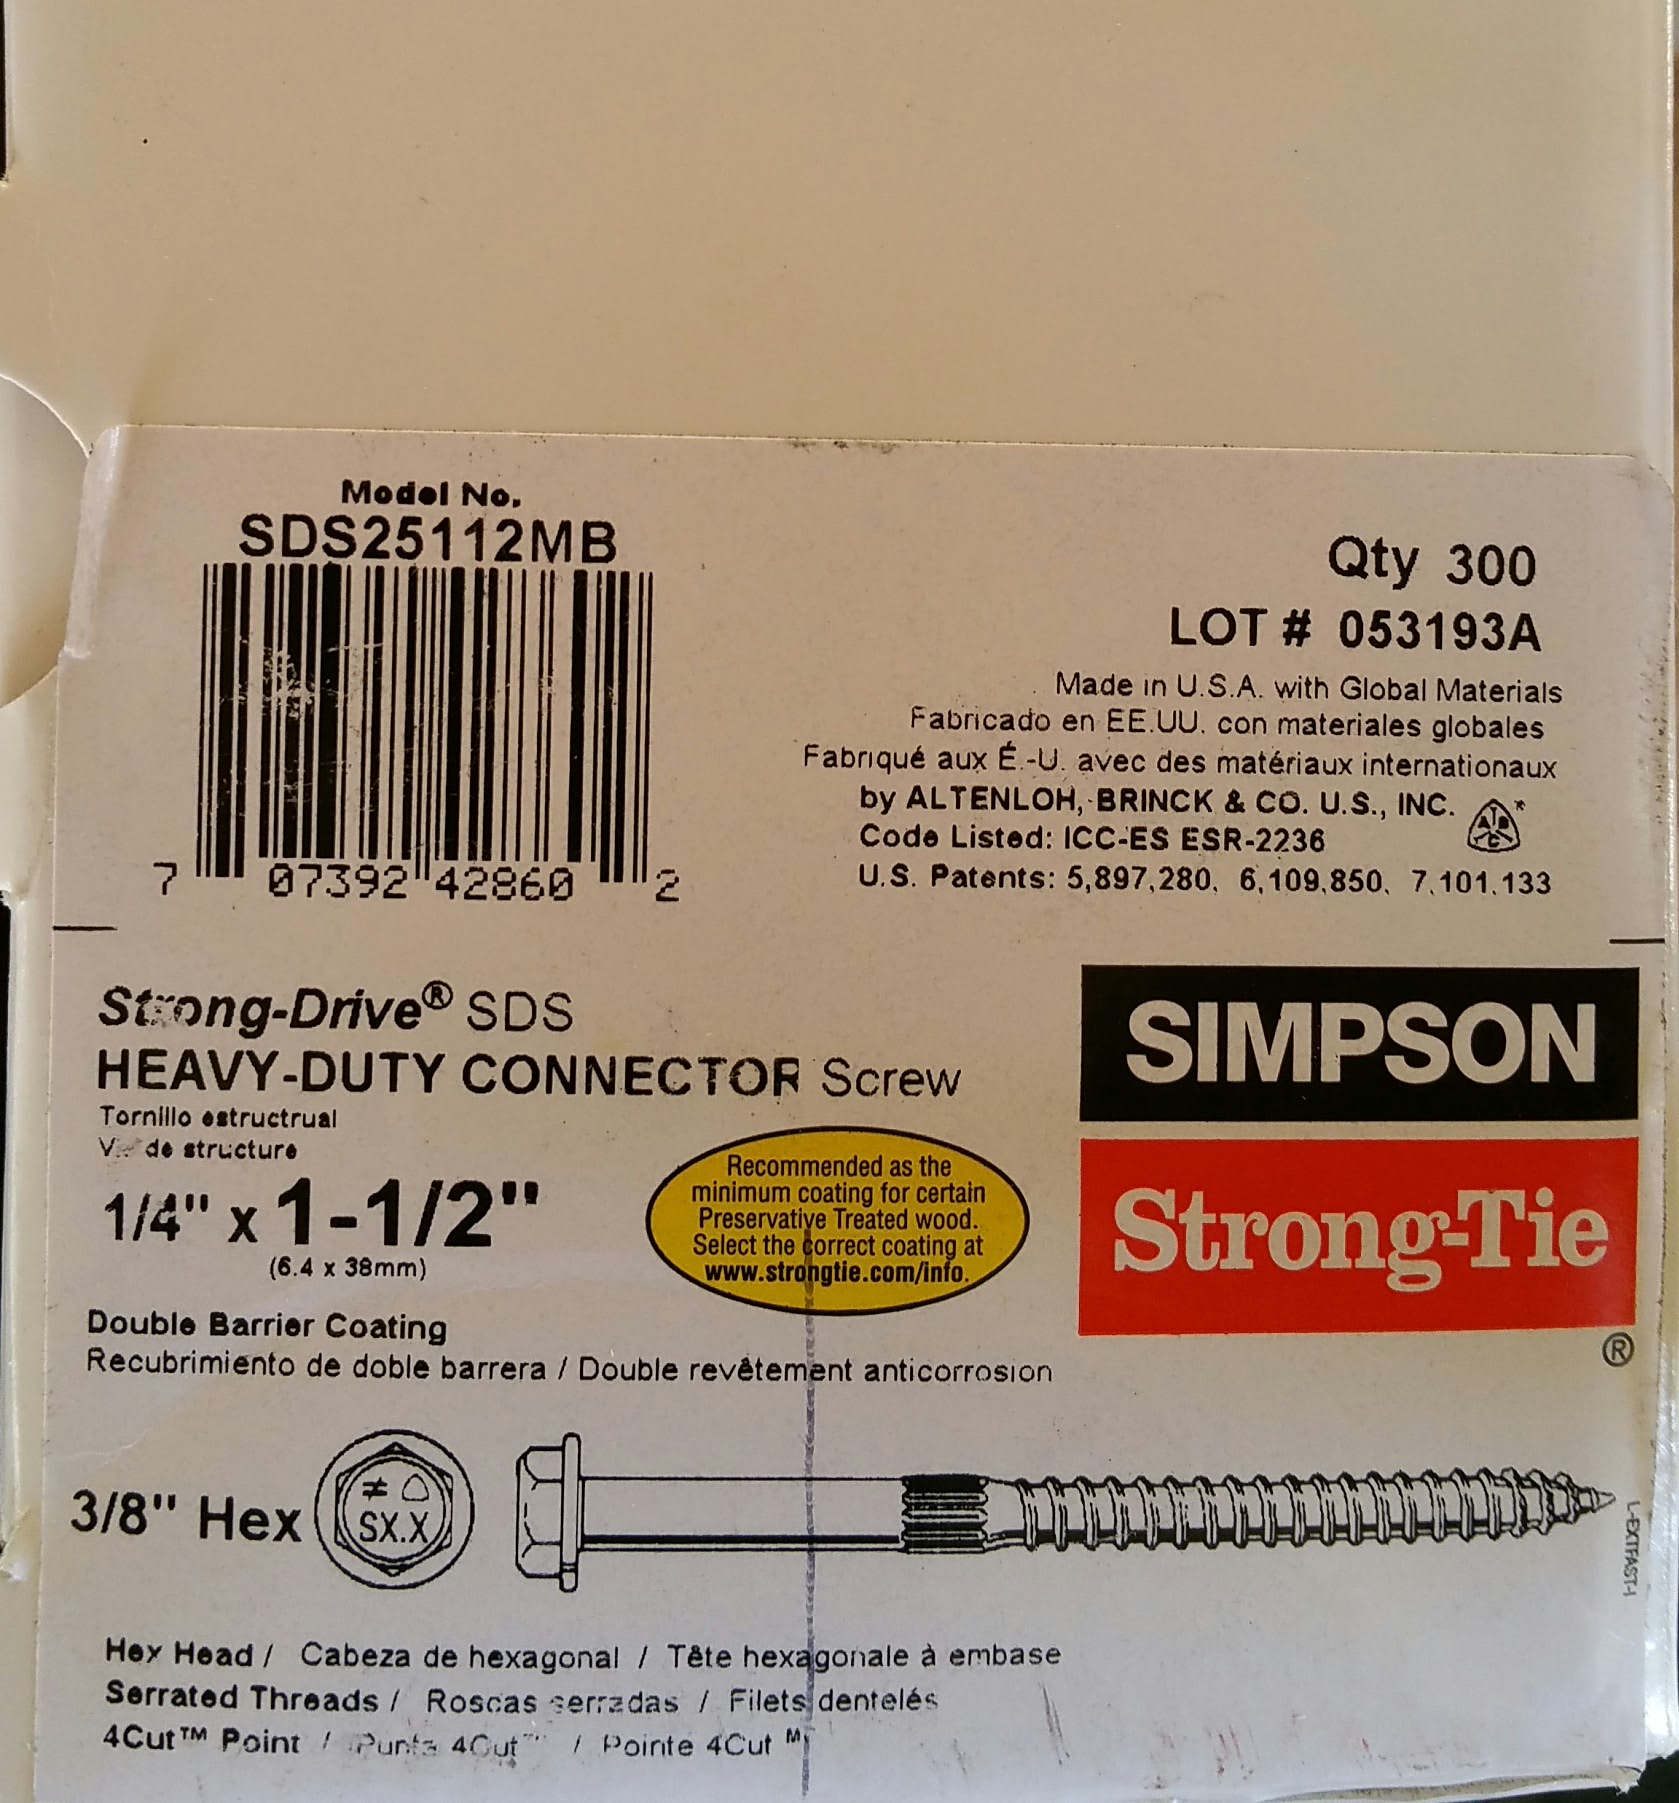 Model No.
SDS25112MB
7 07392 42860 2
Qty 300
LOT # 053193A
Made in U.S.A. with Global Materials
Fabricado en EE.UU. con materiales globales
Fabriqué aux É.-U. avec des matériaux internationaux
by ALTENLOH, BRINCK & CO. U.S., INC.
Code Listed: ICC-ES ESR-2236
U.S. Patents: 5,897,280, 6,109,850, 7,101,133
Strong-Drive® SDS
HEAVY-DUTY CONNECTOR Screw
Tornillo estructrual
de structure
1/4" x 1-1/2"
(6.4 x 38mm)
Recommended as the
minimum coating for certain
Preservative Treated wood.
Select the correct coating at
www.strongtie.com/info.
SIMPSON
Strong-Tie
®
Double Barrier Coating
Recubrimiento de doble barrera / Double revêtement anticorrosion
3/8" Hex
≠
SX.X
L-EXTFAST-1
Hex Head / Cabeza de hexagonal / Tête hexagonale à embase
Serrated Threads / Roscas serradas / Filets dentelés
4Cut™ Point / Punta 4Cut™ / Pointe 4Cut M